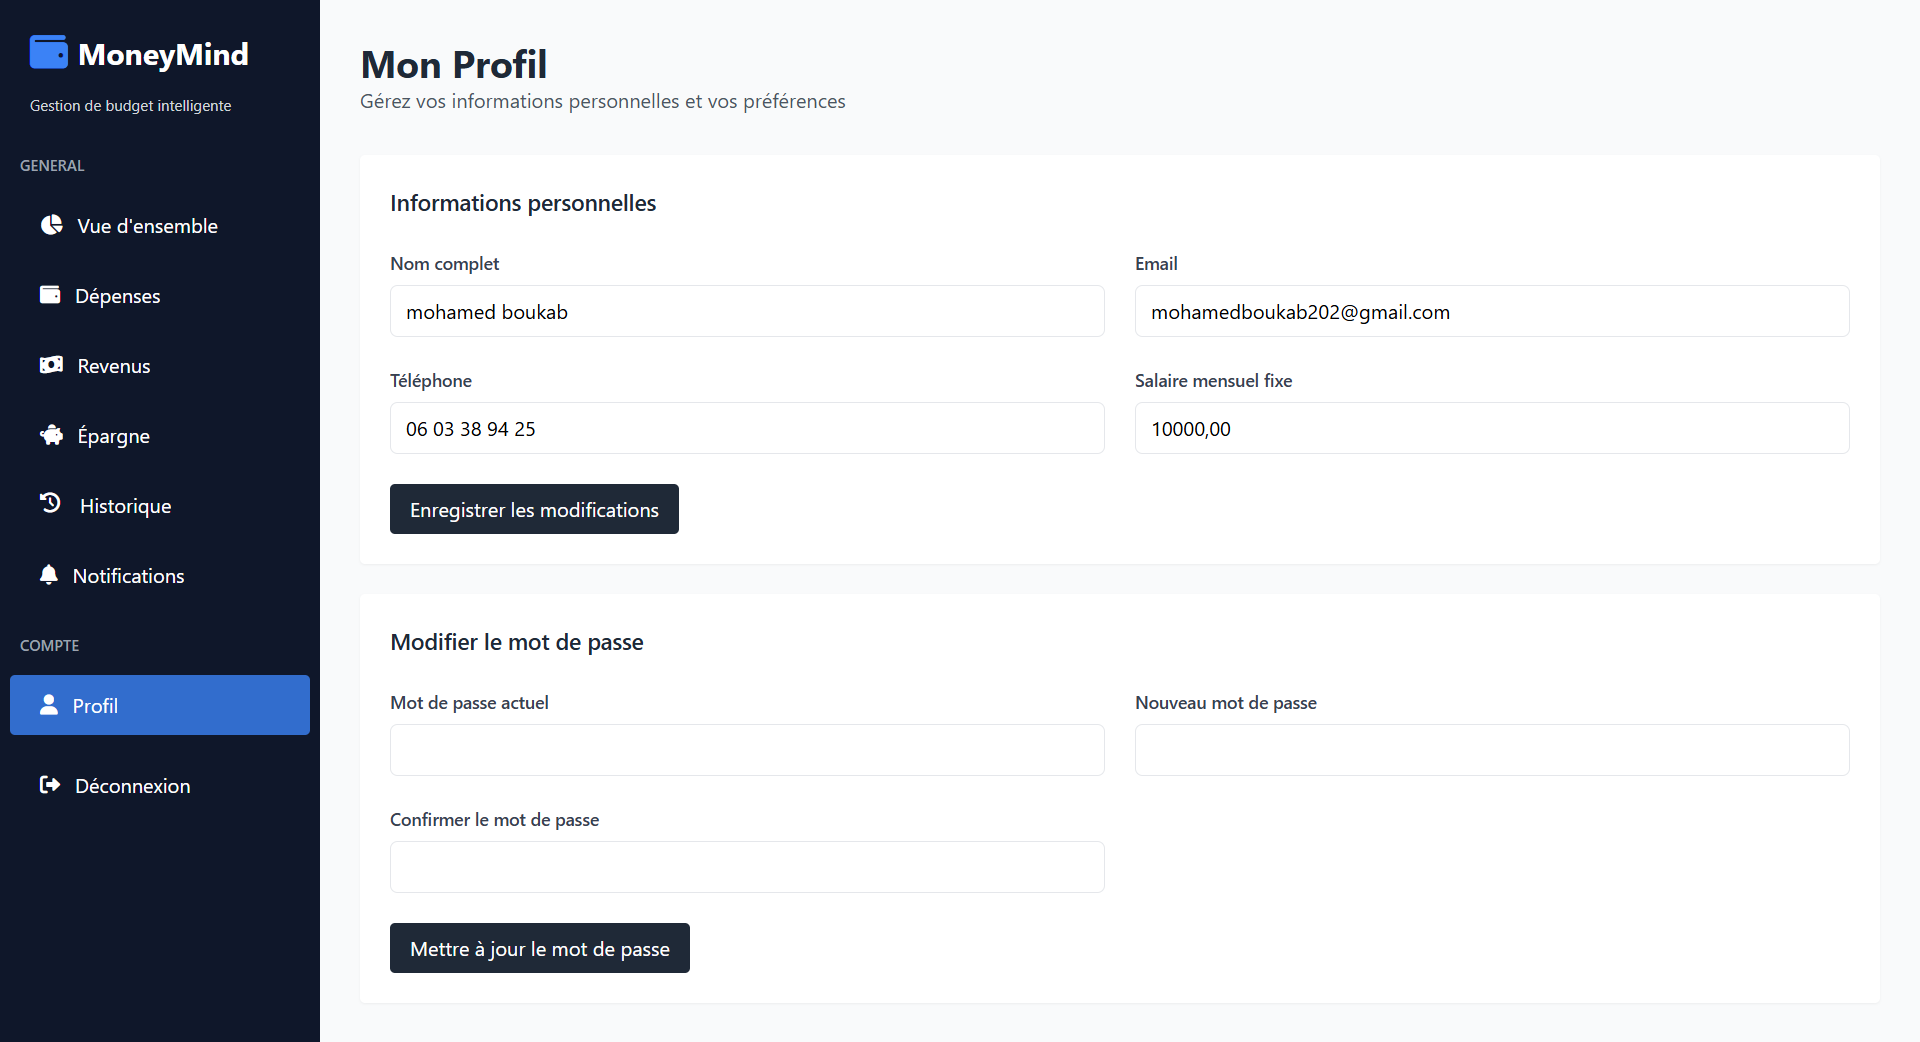 MoneyMind
Gestion de budget intelligente
GENERAL
Vue d'ensemble
Dépenses
Revenus
Épargne
Historique
Notifications
COMPTE
Profil
Déconnexion
Mon Profil
Gérez vos informations personnelles et vos préférences
Informations personnelles
Nom complet
mohamed boukab
Email
mohamedboukab202@gmail.com
Téléphone
06 03 38 94 25
Salaire mensuel fixe
10000,00
Enregistrer les modifications
Modifier le mot de passe
Mot de passe actuel
Nouveau mot de passe
Confirmer le mot de passe
Mettre à jour le mot de passe